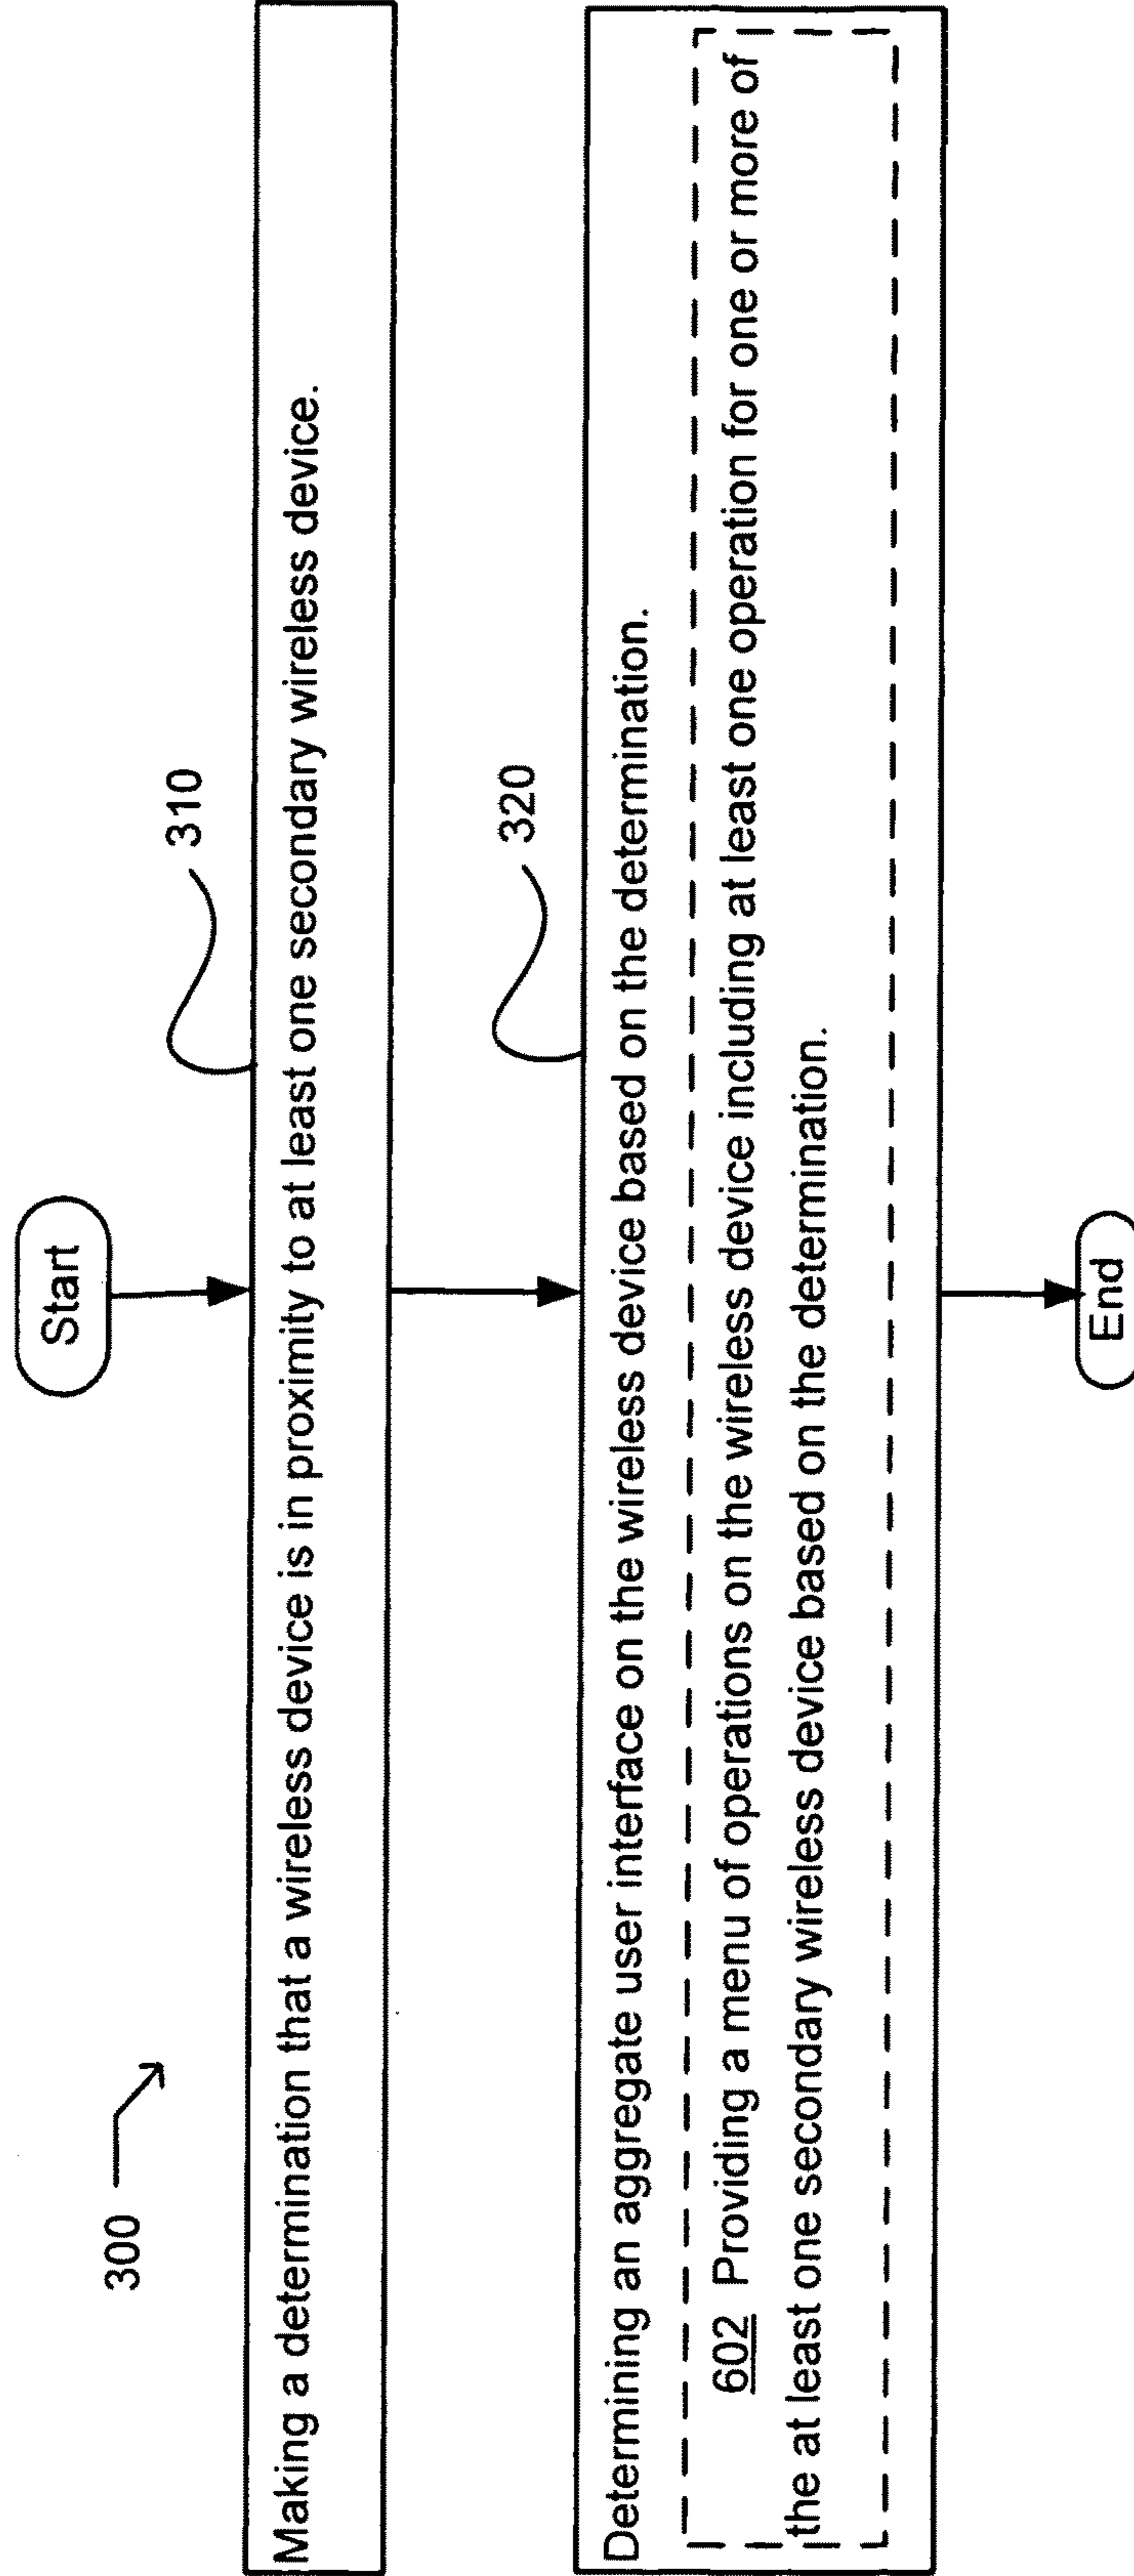 300
Start
310
Making a determination that a wireless device is in proximity to at least one secondary wireless device.
320
Determining an aggregate user interface on the wireless device based on the determination.
602 Providing a menu of operations on the wireless device including at least one operation for one or more of
the at least one secondary wireless device based on the determination.
End